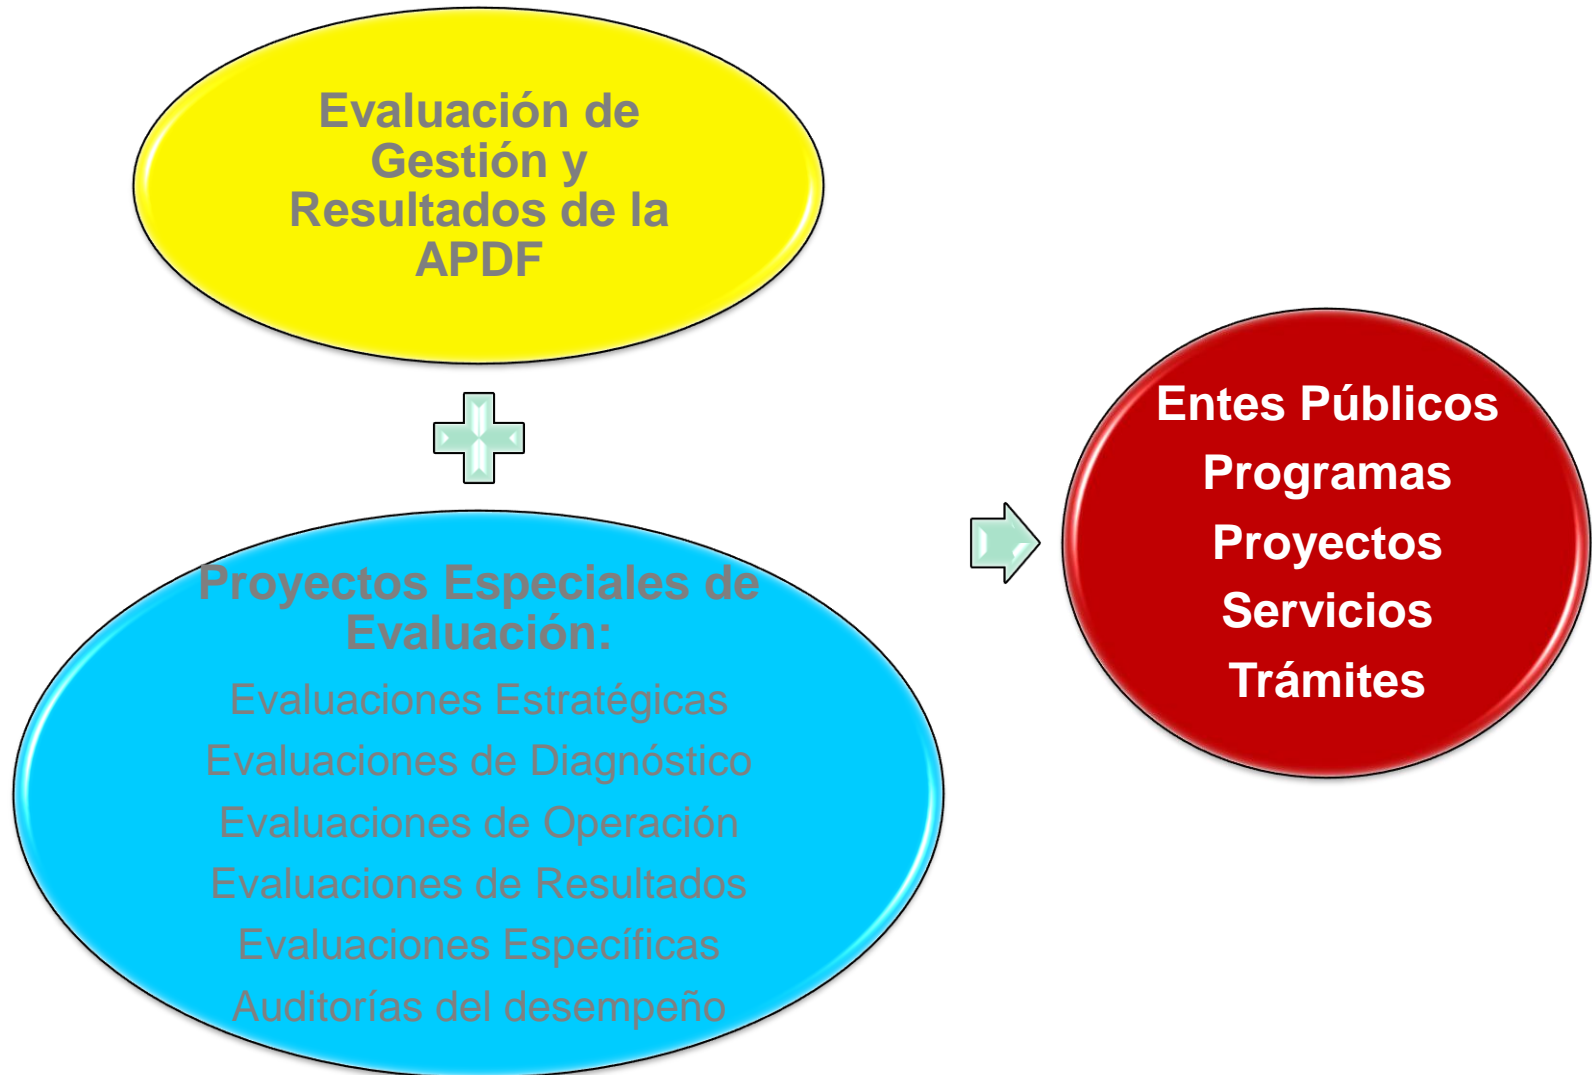 Evaluación de
Gestión y
Resultados de la
APDF
Proyectos Especiales de
Evaluación:
Evaluaciones Estratégicas
Evaluaciones de Diagnóstico
Evaluaciones de Operación
Evaluaciones de Resultados
Evaluaciones Específicas
Auditorías del desempeño
Entes Públicos
Programas
Proyectos
Servicios
Trámites